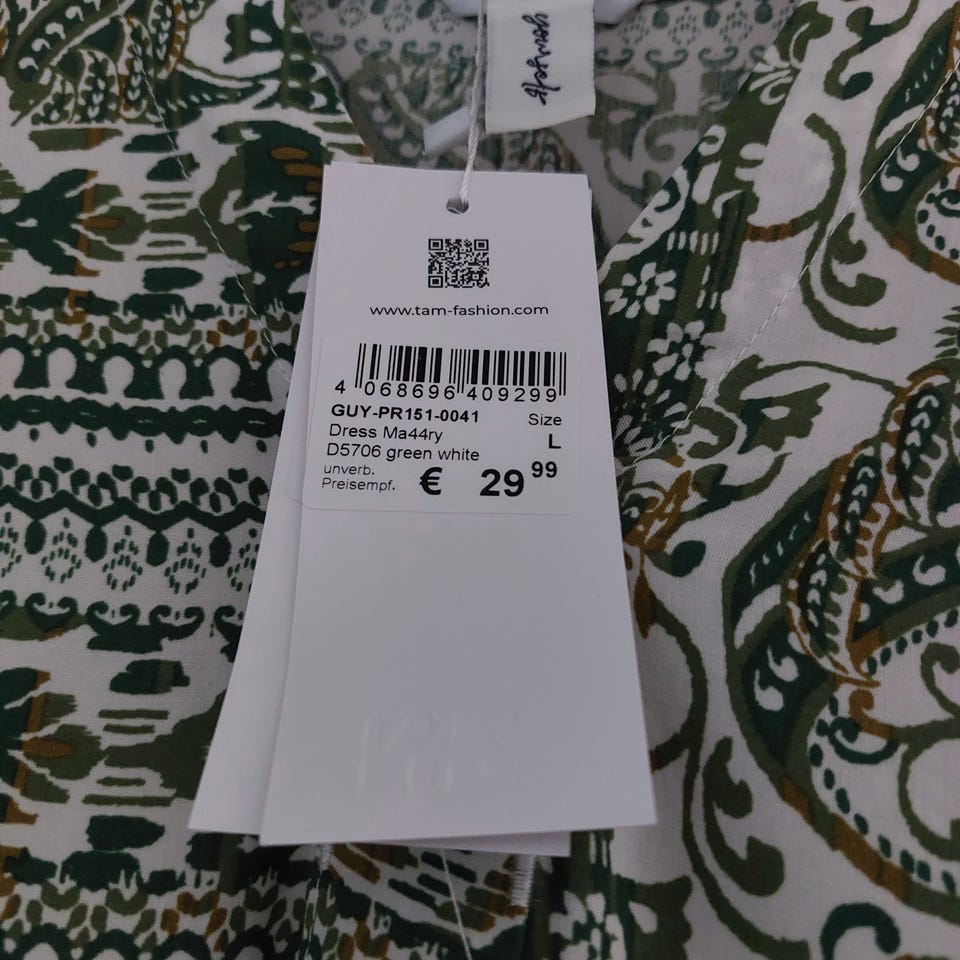 www.tam-fashion.com
4 068696 409299
GUY-PR151-0041 Size
Dress Ma44ry L
D5706 green white
unverb.
Preisempf. € 29 99